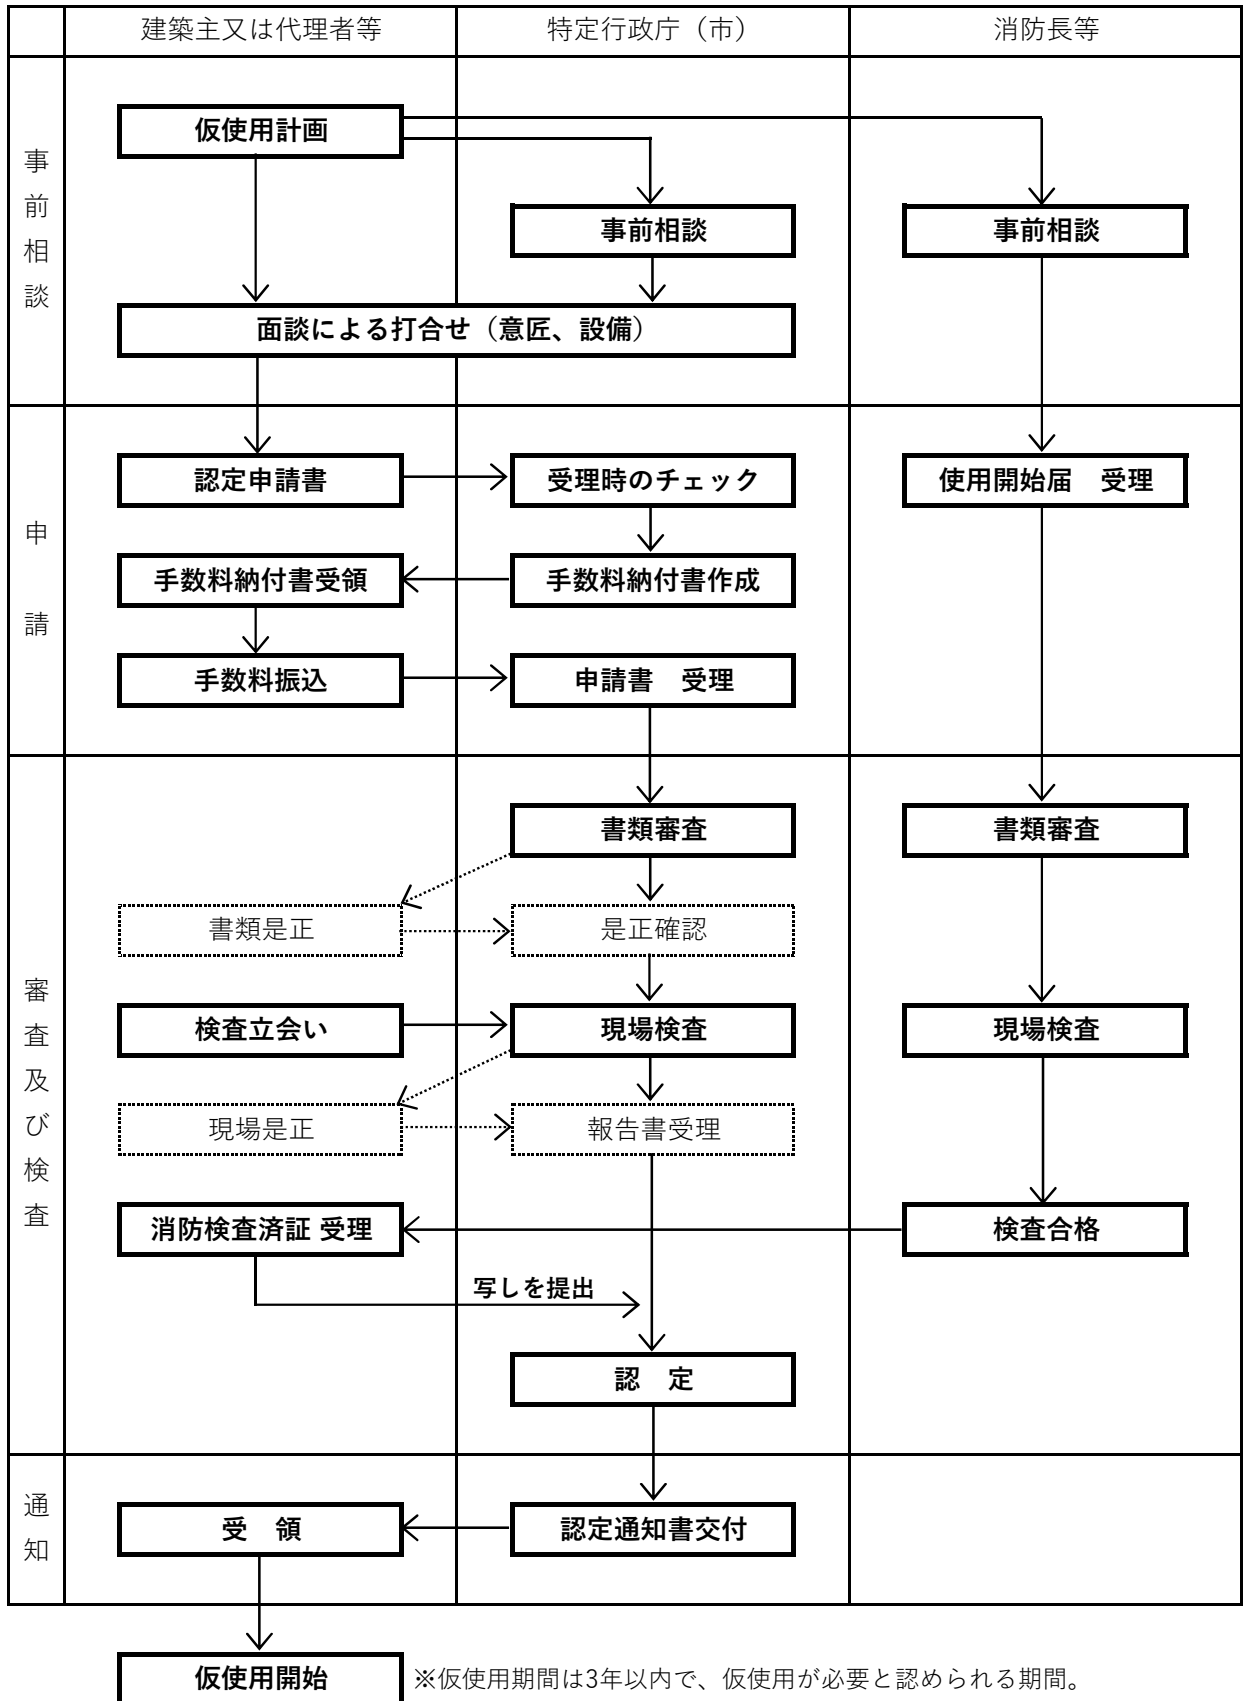 建築主又は代理者等　特定行政庁（市）　消防長等
事前相談
仮使用計画
事前相談　事前相談
面談による打合せ（意匠、設備）
申請
認定申請書　受理時のチェック　使用開始届　受理
手数料納付書受領　手数料納付書作成
手数料振込　申請書　受理
審査及び検査
書類審査　書類審査
書類是正　是正確認
検査立会い　現場検査　現場検査
現場是正　報告書受理
消防検査済証 受理　検査合格
写しを提出
認　定
通知
受　領　認定通知書交付
仮使用開始　※仮使用期間は3年以内で、仮使用が必要と認められる期間。